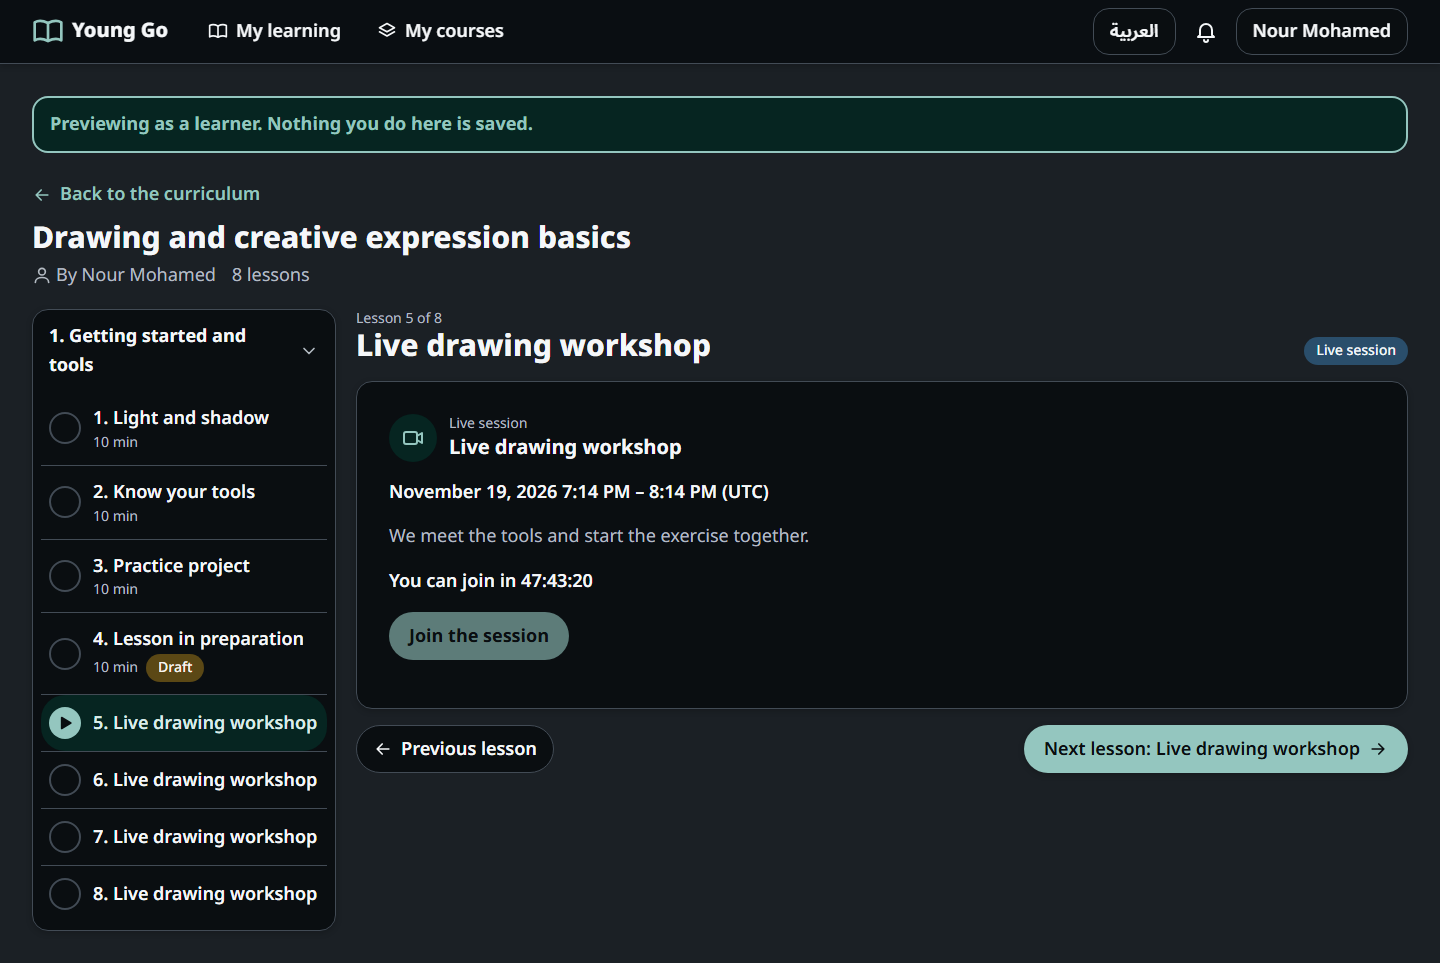 Young Go
My learning
My courses
العربية
Nour Mohamed
Previewing as a learner. Nothing you do here is saved.
Back to the curriculum
Drawing and creative expression basics
By Nour Mohamed
8 lessons
1. Getting started and
tools
1. Light and shadow
10 min
2. Know your tools
10 min
3. Practice project
10 min
4. Lesson in preparation
10 min
Draft
5. Live drawing workshop
6. Live drawing workshop
7. Live drawing workshop
8. Live drawing workshop
Lesson 5 of 8
Live drawing workshop
Live session
Live session
Live drawing workshop
November 19, 2026 7:14 PM – 8:14 PM (UTC)
We meet the tools and start the exercise together.
You can join in 47:43:20
Join the session
Previous lesson
Next lesson: Live drawing workshop